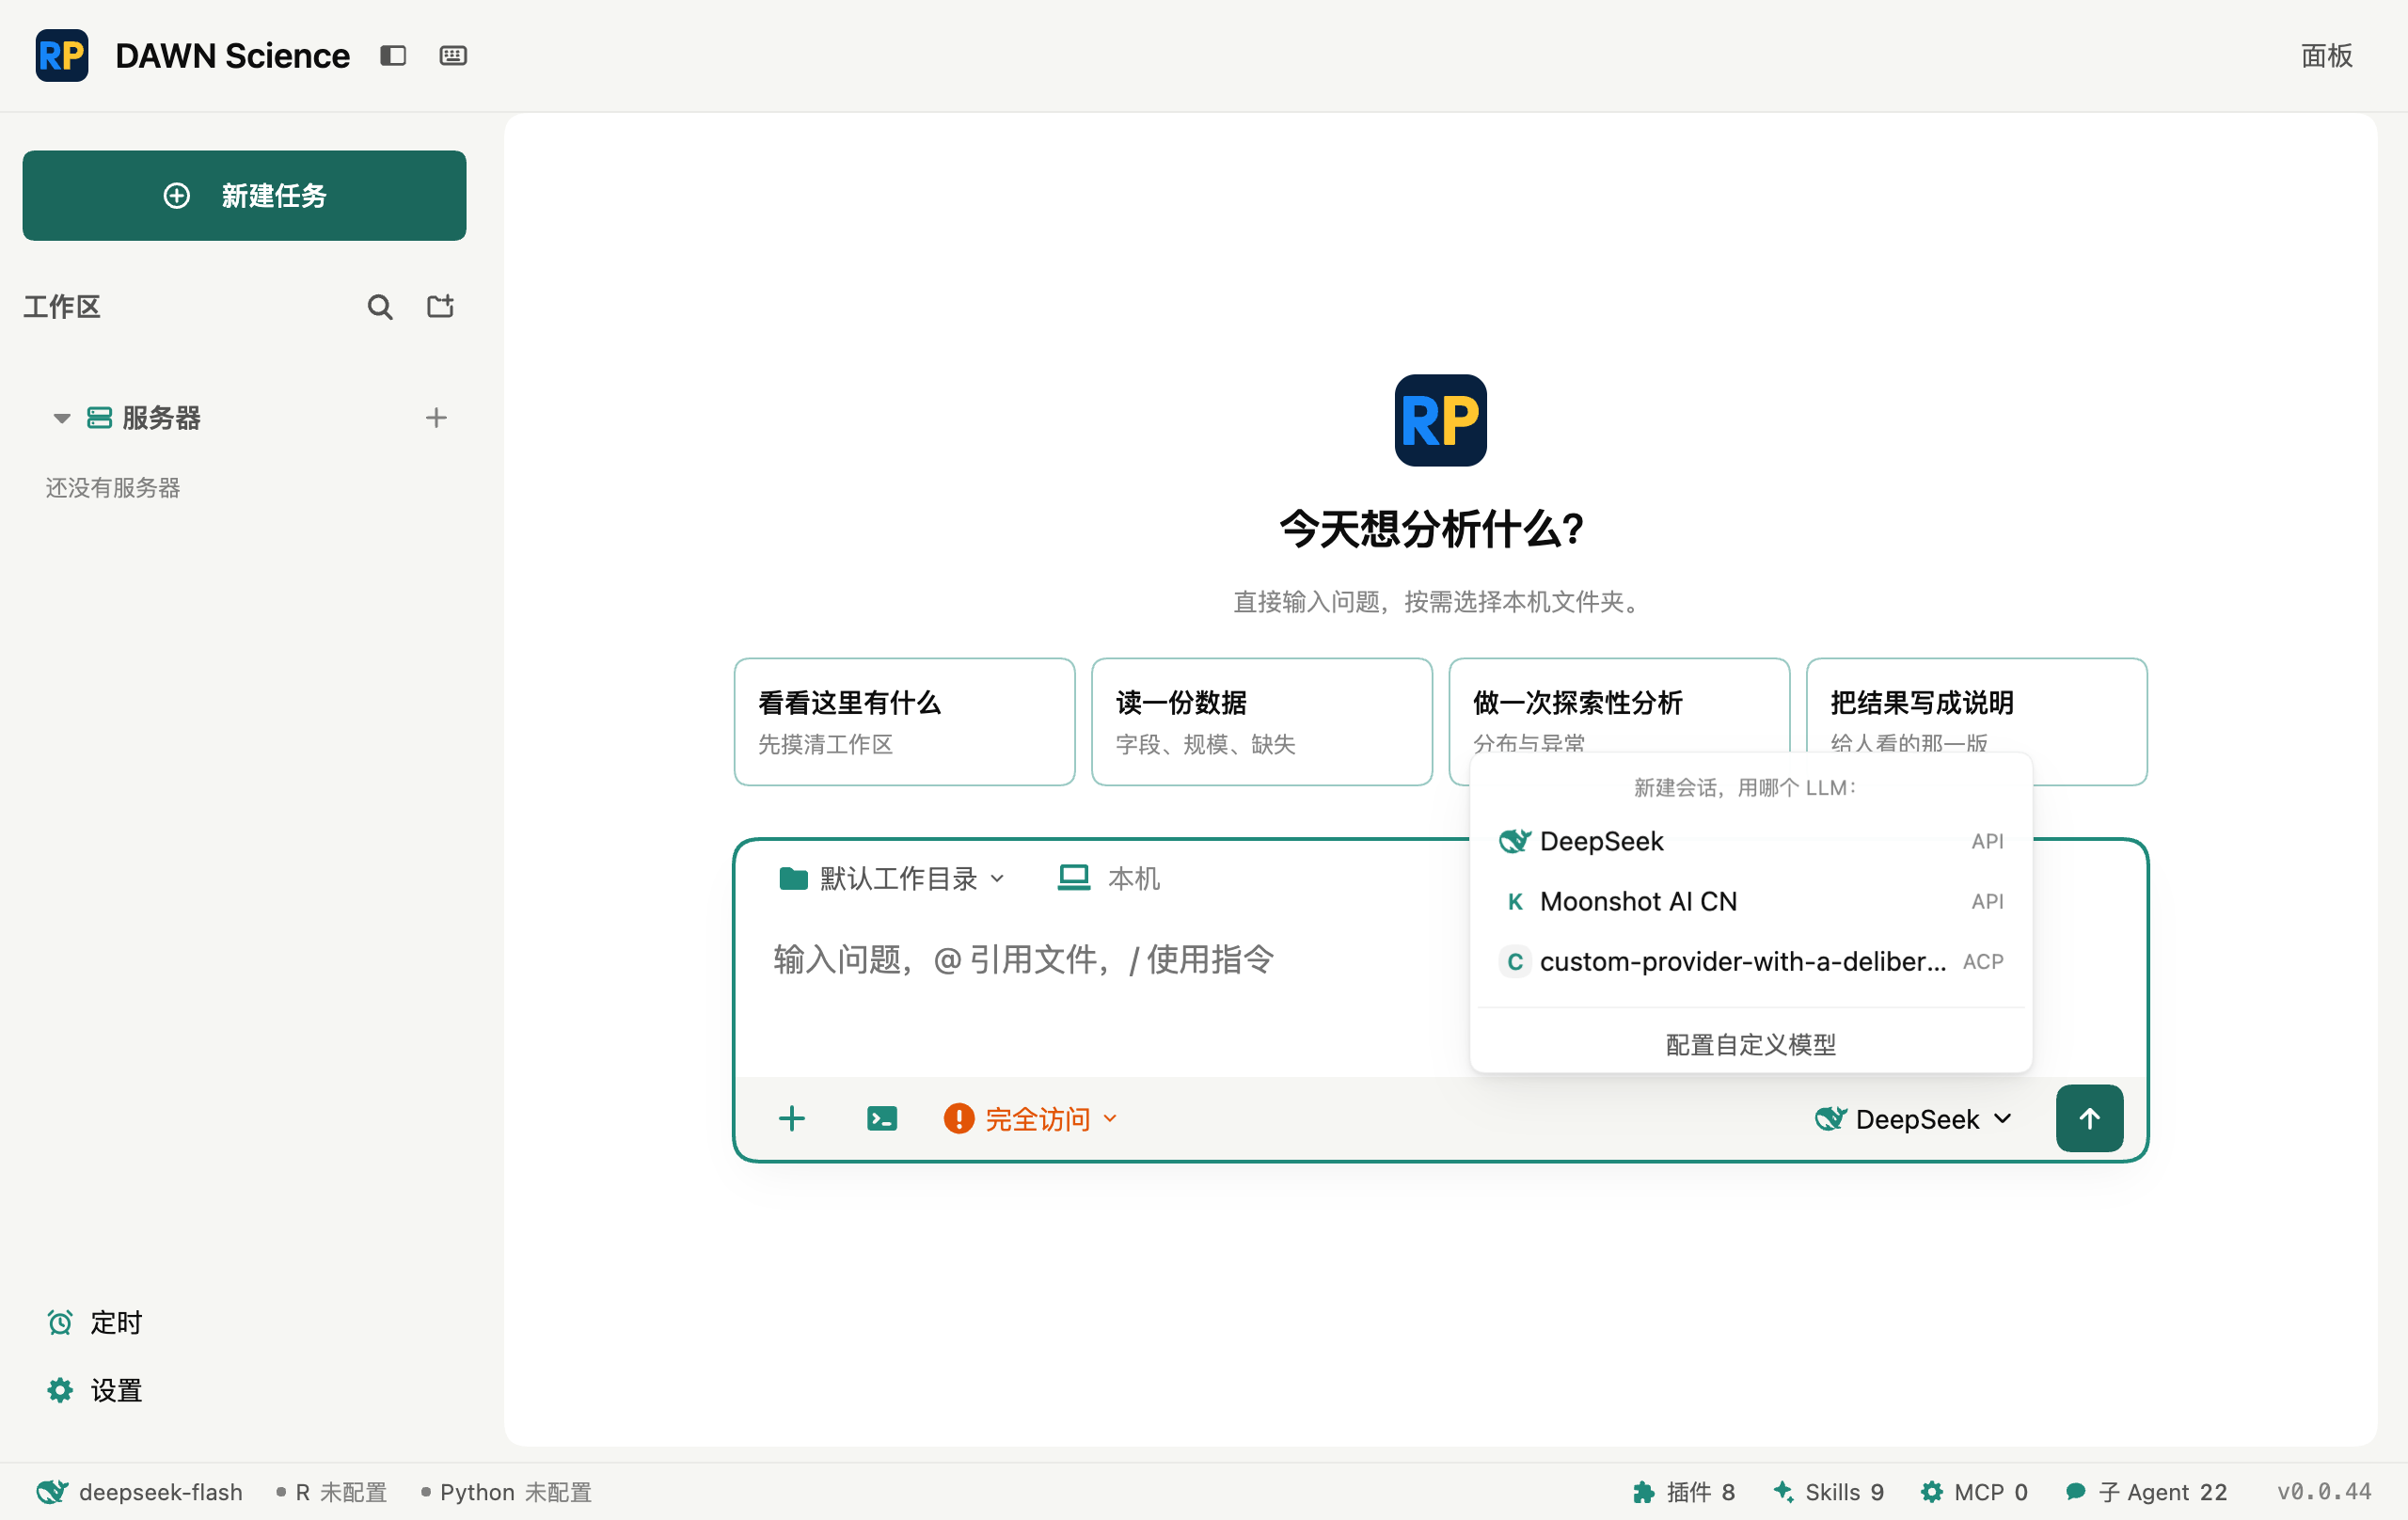 RP DAWN Science
面板
新建任务
工作区
服务器
还没有服务器
RP
今天想分析什么?
直接输入问题，按需选择本机文件夹。
看看这里有什么
先摸清工作区
读一份数据
字段、规模、缺失
做一次探索性分析
分布与异常
把结果写成说明
给人看的那一版
新建会话，用哪个 LLM：
DeepSeek API
K Moonshot AI CN API
C custom-provider-with-a-deliber... ACP
配置自定义模型
默认工作目录 本机
输入问题，@ 引用文件，/ 使用指令
完全访问 DeepSeek
定时
设置
deepseek-flash R 未配置 Python 未配置 插件 8 Skills 9 MCP 0 子 Agent 22 v0.0.44